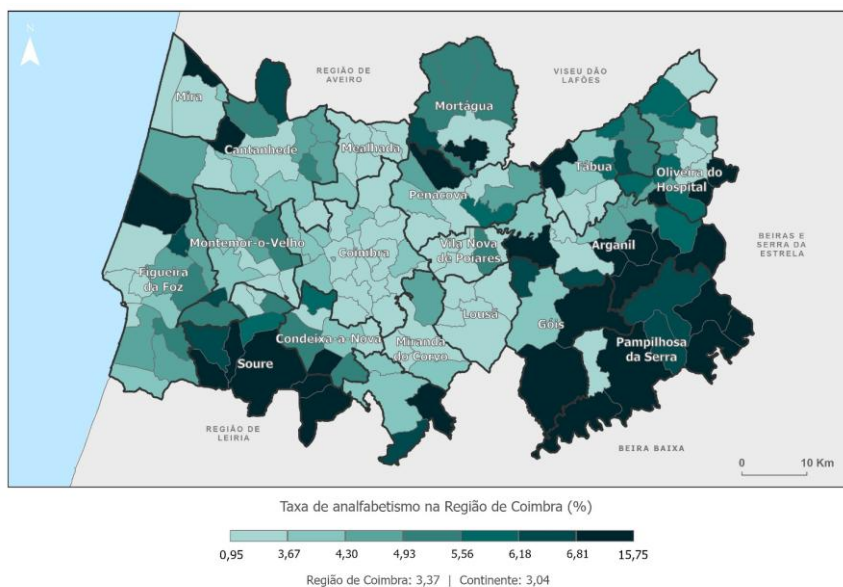 N
REGIÃO DE
AVEIRO
VISEU DÃO
LAFÕES
Mira
Mortágua
Cantanhede
Mealhada
Tábua
Oliveira do
Hospital
Penacova
BEIRAS E
SERRA DA
ESTRELA
Montemor-o-Velho
Coimbra
Vila Nova
de Poiares
Arganil
Figueira
da Foz
Lousã
Góis
Condeixa-a-Nova
Miranda
do Corvo
Pampilhosa
da Serra
Soure
REGIÃO DE
LEIRIA
BEIRA BAIXA
0 10 Km
Taxa de analfabetismo na Região de Coimbra (%)
0,95 3,67 4,30 4,93 5,56 6,18 6,81 15,75
Região de Coimbra: 3,37 | Continente: 3,04